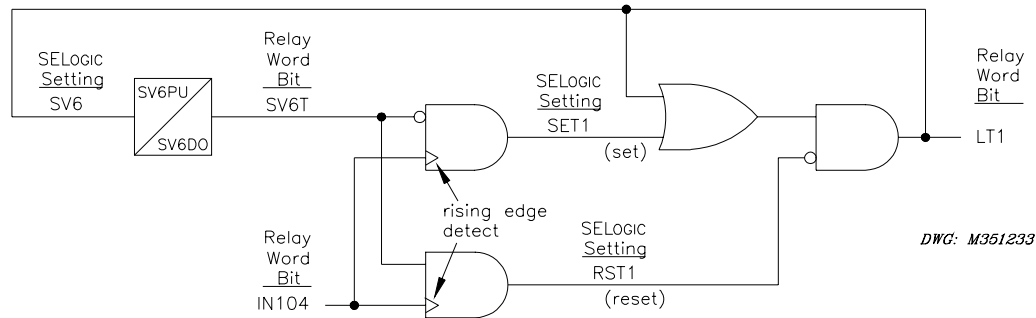 SELOGIC
Setting
SV6
SV6PU
SV6DO
Relay
Word
Bit
SV6T
SELOGIC
Setting
SET1
(set)
Relay
Word
Bit
LT1
rising edge
detect
Relay
Word
Bit
IN104
SELOGIC
Setting
RST1
(reset)
DWG: M351233